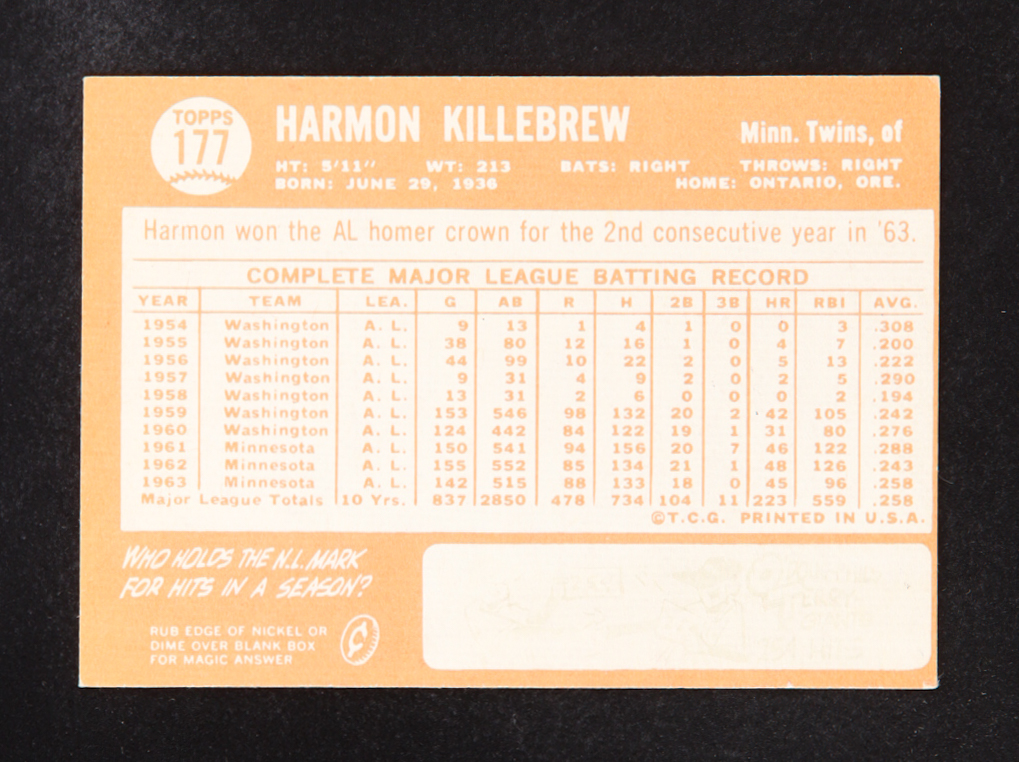 TOPPS
177
HARMON KILLEBREW
Minn. Twins, of
HT: 5'11" WT: 213 BATS: RIGHT THROWS: RIGHT
BORN: JUNE 29, 1936 HOME: ONTARIO, ORE.
Harmon won the AL homer crown for the 2nd consecutive year in '63.
COMPLETE MAJOR LEAGUE BATTING RECORD
YEAR TEAM LEA. G AB R H 2B 3B HR RBI AVG.
1954 Washington A. L. 9 13 1 4 1 0 0 3 .308
1955 Washington A. L. 38 80 12 16 1 0 4 7 .200
1956 Washington A. L. 44 99 10 22 2 0 5 13 .222
1957 Washington A. L. 9 31 4 9 2 0 2 5 .290
1958 Washington A. L. 13 31 2 6 0 0 0 2 .194
1959 Washington A. L. 153 546 98 132 20 2 42 105 .242
1960 Washington A. L. 124 442 84 122 19 1 31 80 .276
1961 Minnesota A. L. 150 541 94 156 20 7 46 122 .288
1962 Minnesota A. L. 155 552 85 134 21 1 48 126 .243
1963 Minnesota A. L. 142 515 88 133 18 0 45 96 .258
Major League Totals 10 Yrs. 837 2850 478 734 104 11 223 559 .258
©T.C.G. PRINTED IN U.S.A.
WHO HOLDS THE N.L. MARK
FOR HITS IN A SEASON?
RUB EDGE OF NICKEL OR
DIME OVER BLANK BOX
FOR MAGIC ANSWER